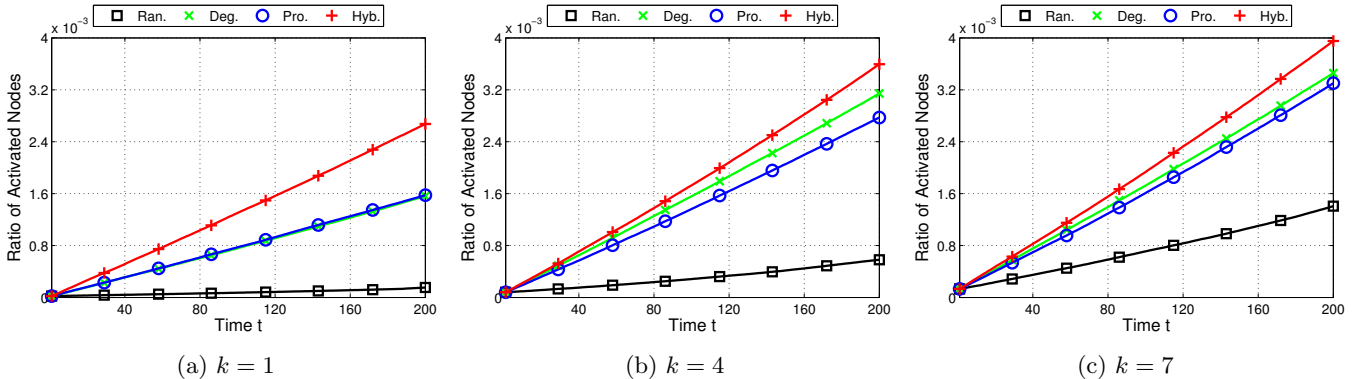 Ran. Deg. Pro. Hyb.
x 10⁻³
4
3.2
2.4
1.6
0.8
0
Ratio of Activated Nodes
40 80 120 160 200
Time t
(a) k = 1
Ran. Deg. Pro. Hyb.
x 10⁻³
4
3.2
2.4
1.6
0.8
0
Ratio of Activated Nodes
40 80 120 160 200
Time t
(b) k = 4
Ran. Deg. Pro. Hyb.
x 10⁻³
4
3.2
2.4
1.6
0.8
0
Ratio of Activated Nodes
40 80 120 160 200
Time t
(c) k = 7